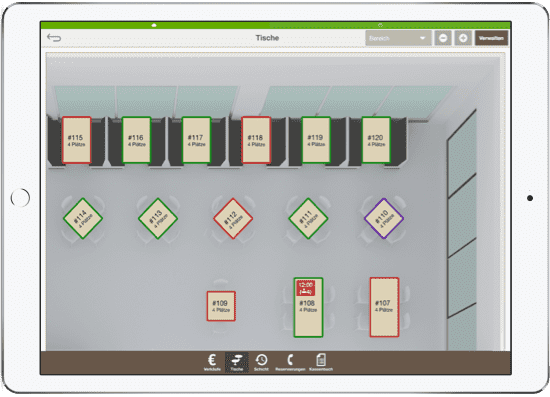 Tische
Bereich
Verwalten
#115
4 Plätze
#116
4 Plätze
#117
4 Plätze
#118
4 Plätze
#119
4 Plätze
#120
4 Plätze
#114
4 Plätze
#113
4 Plätze
#112
4 Plätze
#111
4 Plätze
#110
4 Plätze
#109
4 Plätze
12:00
#108
4 Plätze
#107
4 Plätze
Verkäufe
Tische
Schicht
Reservierungen
Kassenbuch